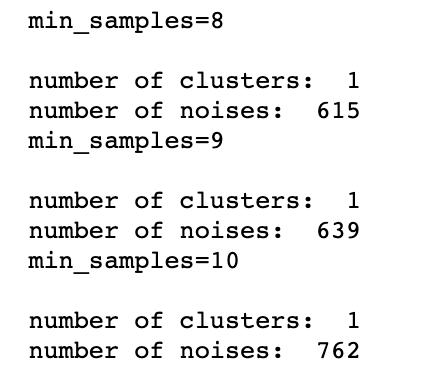 min_samples=8
number of clusters:  1
number of noises:  615
min_samples=9
number of clusters:  1
number of noises:  639
min_samples=10
number of clusters:  1
number of noises:  762